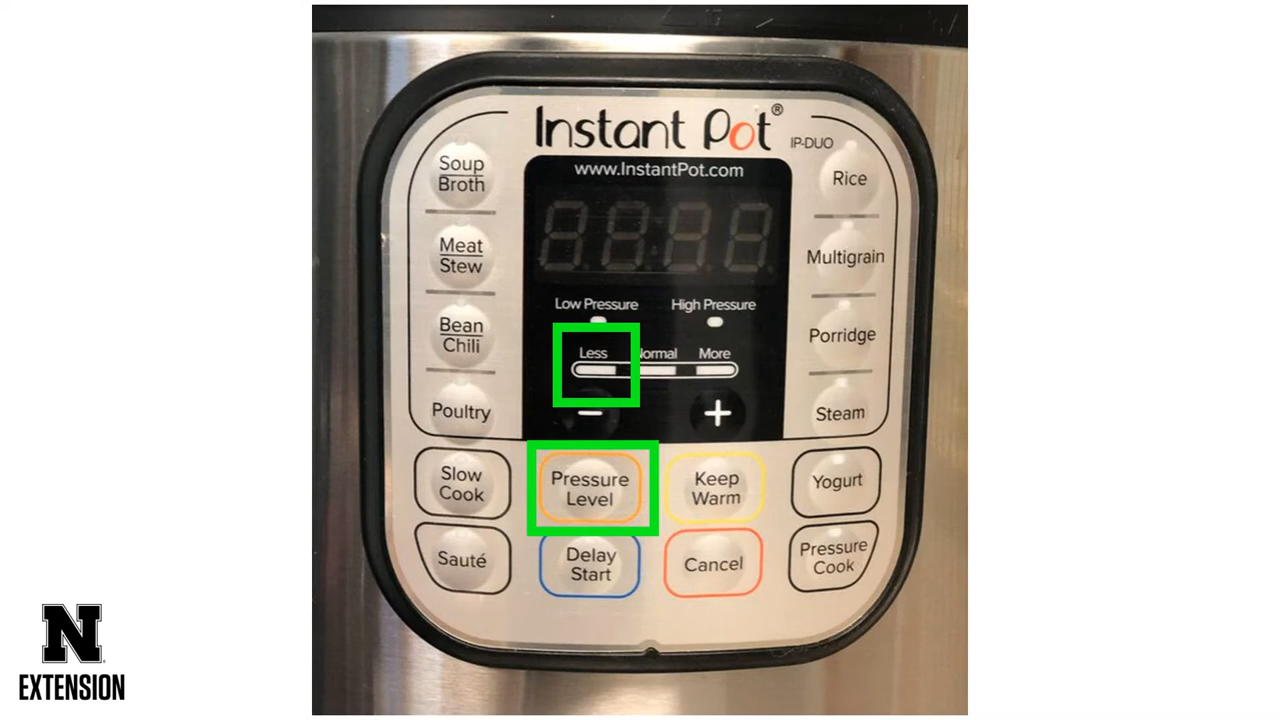 Instant Pot®
IP-DUO
www.InstantPot.com
Soup
Broth
Rice
Meat
Stew
Multigrain
Low Pressure High Pressure
Bean
Chili
Porridge
Less Normal More
Poultry
- +
Steam
Slow
Cook
Pressure
Level
Keep
Warm
Yogurt
Sauté
Delay
Start
Cancel
Pressure
Cook
N
EXTENSION